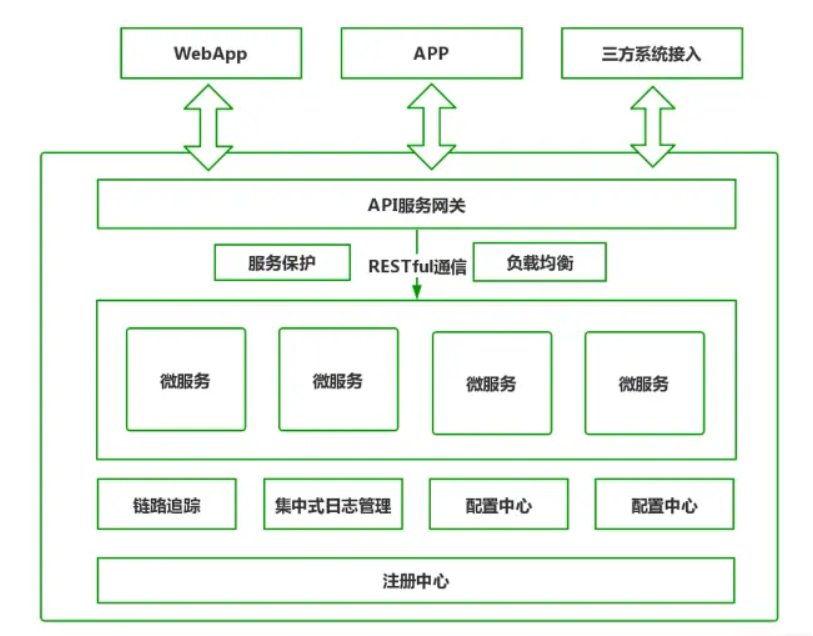 WebApp
APP
三方系统接入
API服务网关
服务保护
RESTful通信
负载均衡
微服务
微服务
微服务
微服务
链路追踪
集中式日志管理
配置中心
配置中心
注册中心